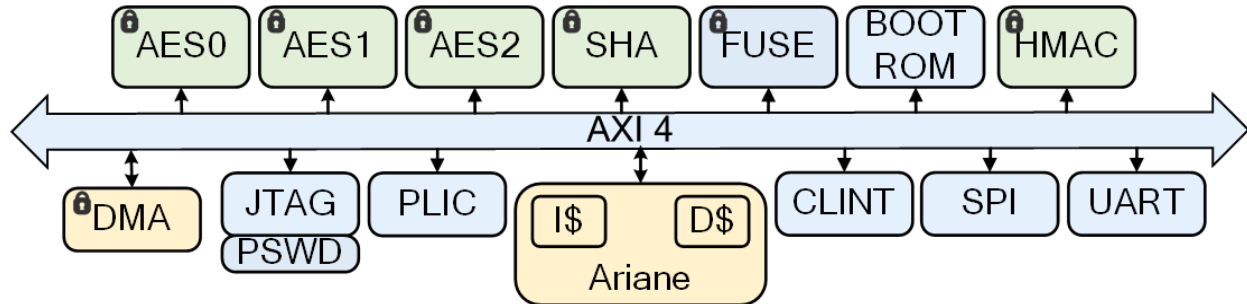 AES0
AES1
AES2
SHA
FUSE
BOOT
ROM
HMAC
AXI 4
DMA
JTAG
PSWD
PLIC
I$
D$
Ariane
CLINT
SPI
UART